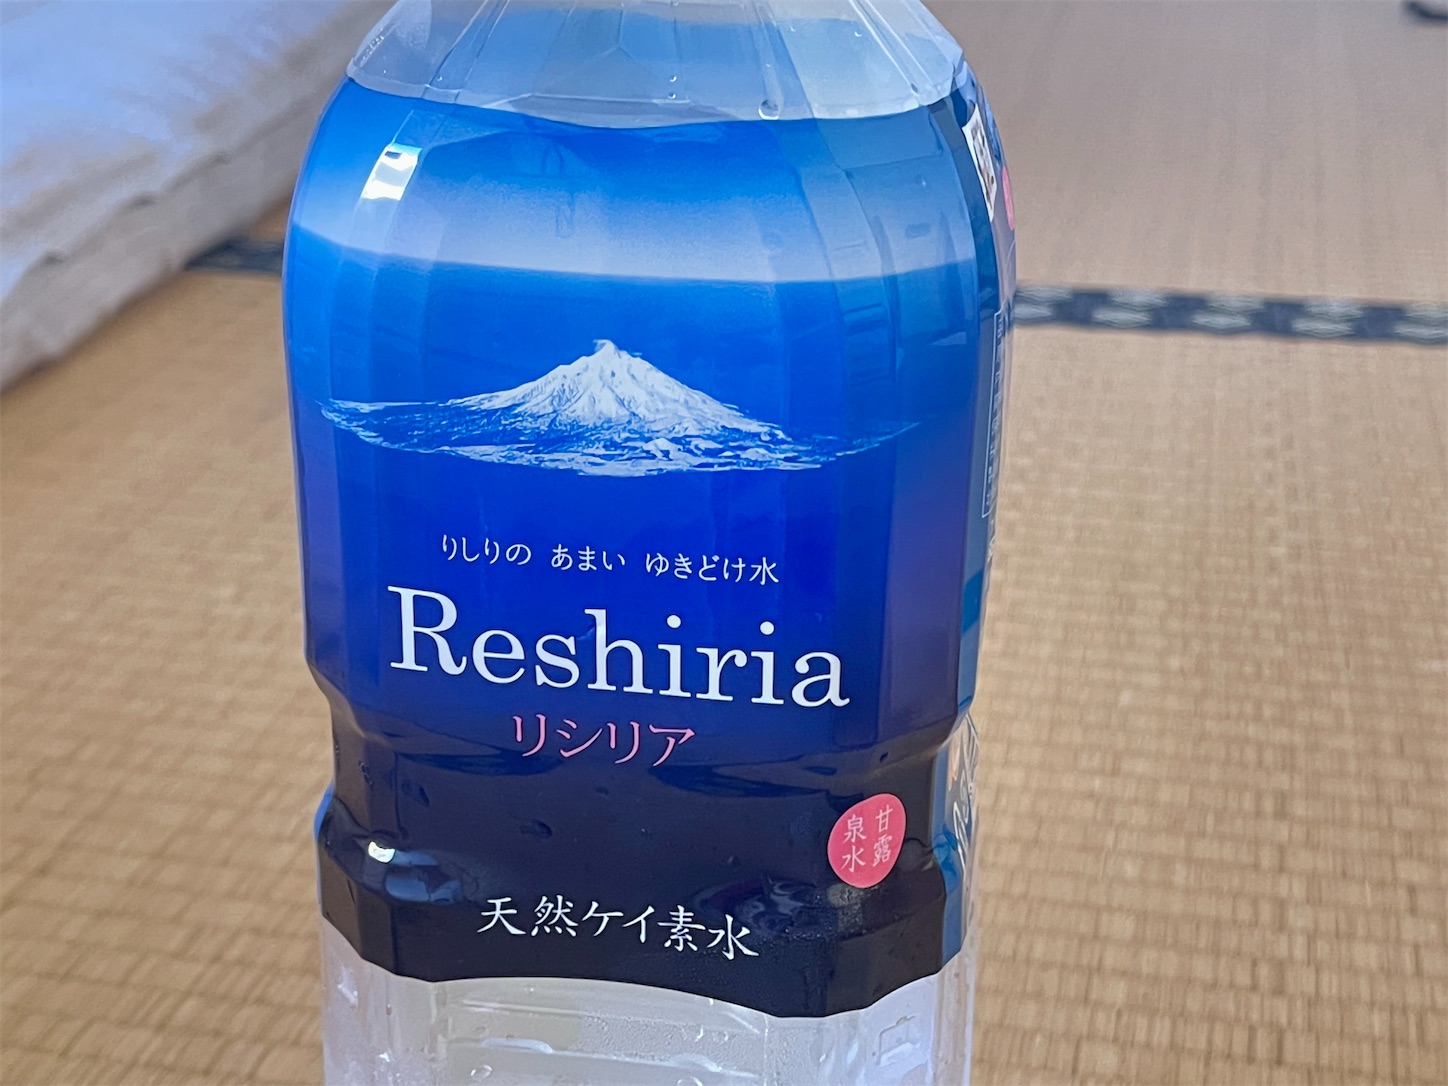 りしりの あまい ゆきどけ水
Reshiria
リシリア
甘露
泉水
天然ケイ素水